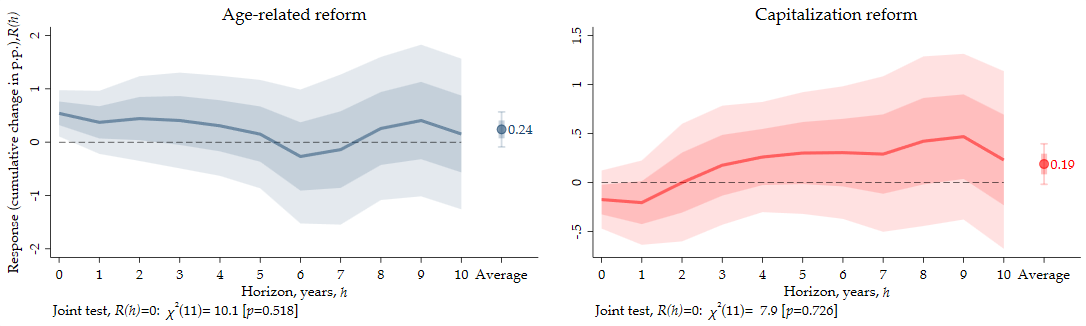 Age-related reform
Response (cumulative change in p.p.),R(h)
2
1
0
-1
-2
0.24
0 1 2 3 4 5 6 7 8 9 10 Average
Horizon, years, h
Joint test, R(h)=0: χ²(11)= 10.1 [p=0.518]
Capitalization reform
1.5
1
.5
0
-.5
0.19
0 1 2 3 4 5 6 7 8 9 10 Average
Horizon, years, h
Joint test, R(h)=0: χ²(11)= 7.9 [p=0.726]